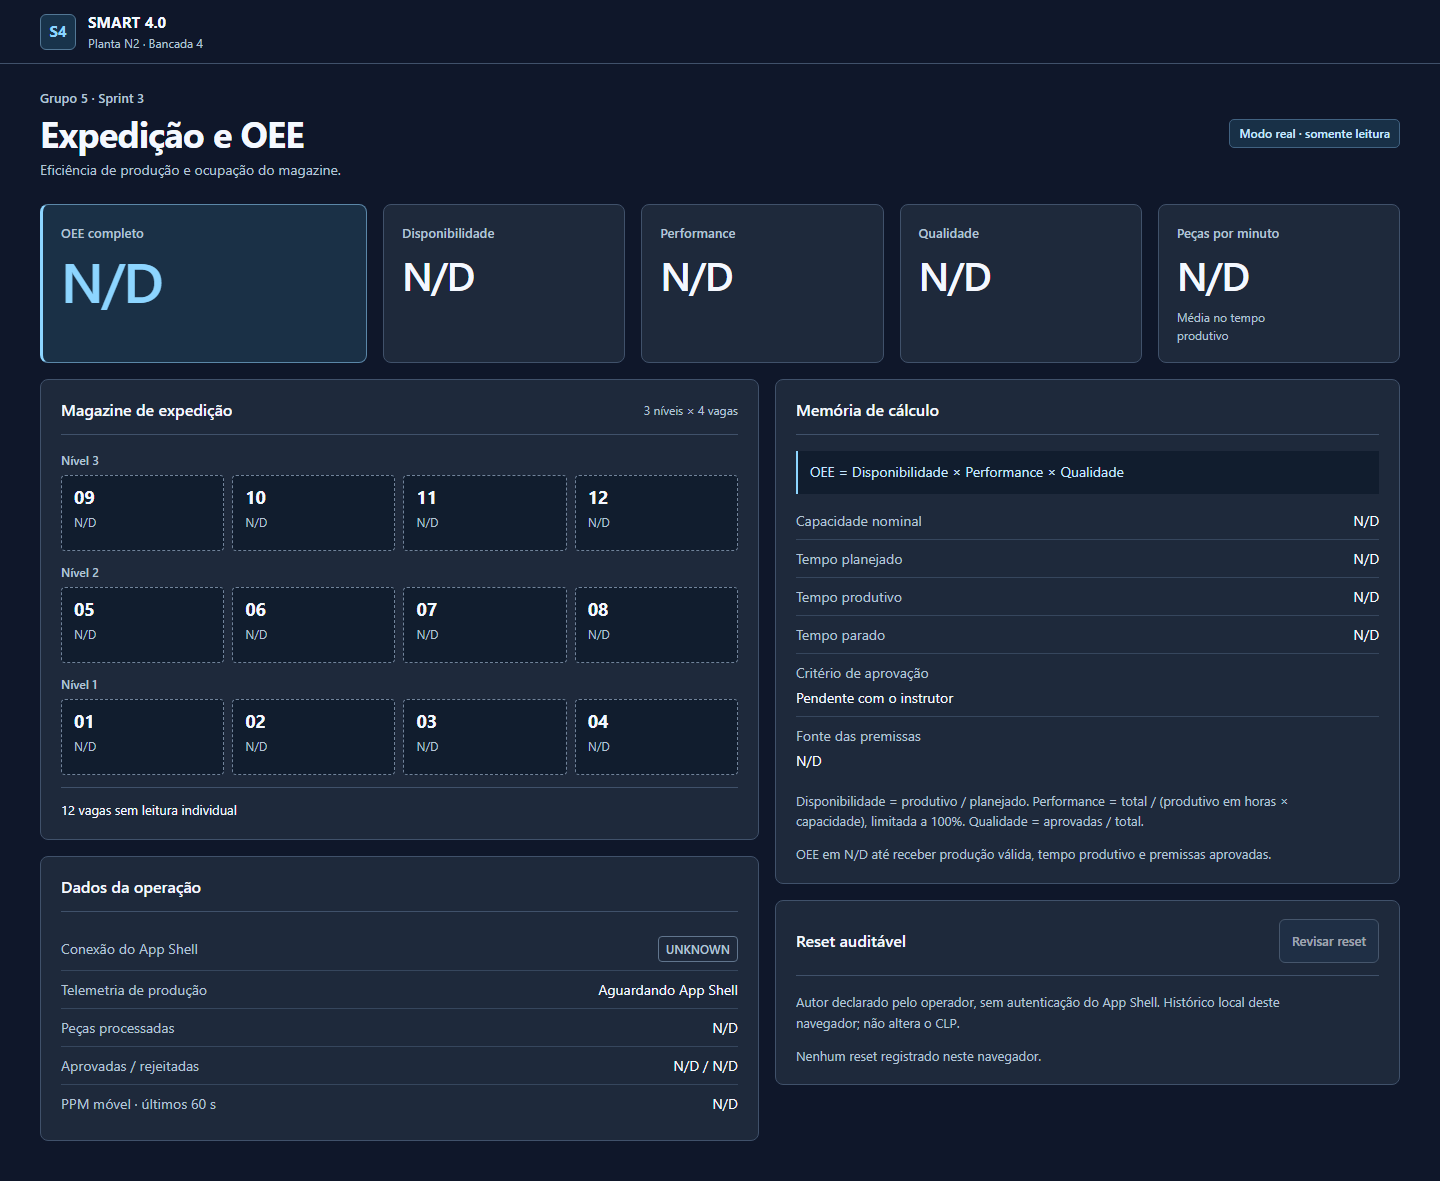 S4
SMART 4.0
Planta N2 · Bancada 4
Grupo 5 · Sprint 3
Expedição e OEE
Eficiência de produção e ocupação do magazine.
Modo real · somente leitura
OEE completo
N/D
Disponibilidade
N/D
Performance
N/D
Qualidade
N/D
Peças por minuto
N/D
Média no tempo
produtivo
Magazine de expedição
3 níveis × 4 vagas
Nível 3
09
N/D
10
N/D
11
N/D
12
N/D
Nível 2
05
N/D
06
N/D
07
N/D
08
N/D
Nível 1
01
N/D
02
N/D
03
N/D
04
N/D
12 vagas sem leitura individual
Dados da operação
Conexão do App Shell UNKNOWN
Telemetria de produção Aguardando App Shell
Peças processadas N/D
Aprovadas / rejeitadas N/D / N/D
PPM móvel · últimos 60 s N/D
Memória de cálculo
OEE = Disponibilidade × Performance × Qualidade
Capacidade nominal N/D
Tempo planejado N/D
Tempo produtivo N/D
Tempo parado N/D
Critério de aprovação
Pendente com o instrutor
Fonte das premissas
N/D
Disponibilidade = produtivo / planejado. Performance = total / (produtivo em horas ×
capacidade), limitada a 100%. Qualidade = aprovadas / total.
OEE em N/D até receber produção válida, tempo produtivo e premissas aprovadas.
Reset auditável
Revisar reset
Autor declarado pelo operador, sem autenticação do App Shell. Histórico local deste
navegador; não altera o CLP.
Nenhum reset registrado neste navegador.